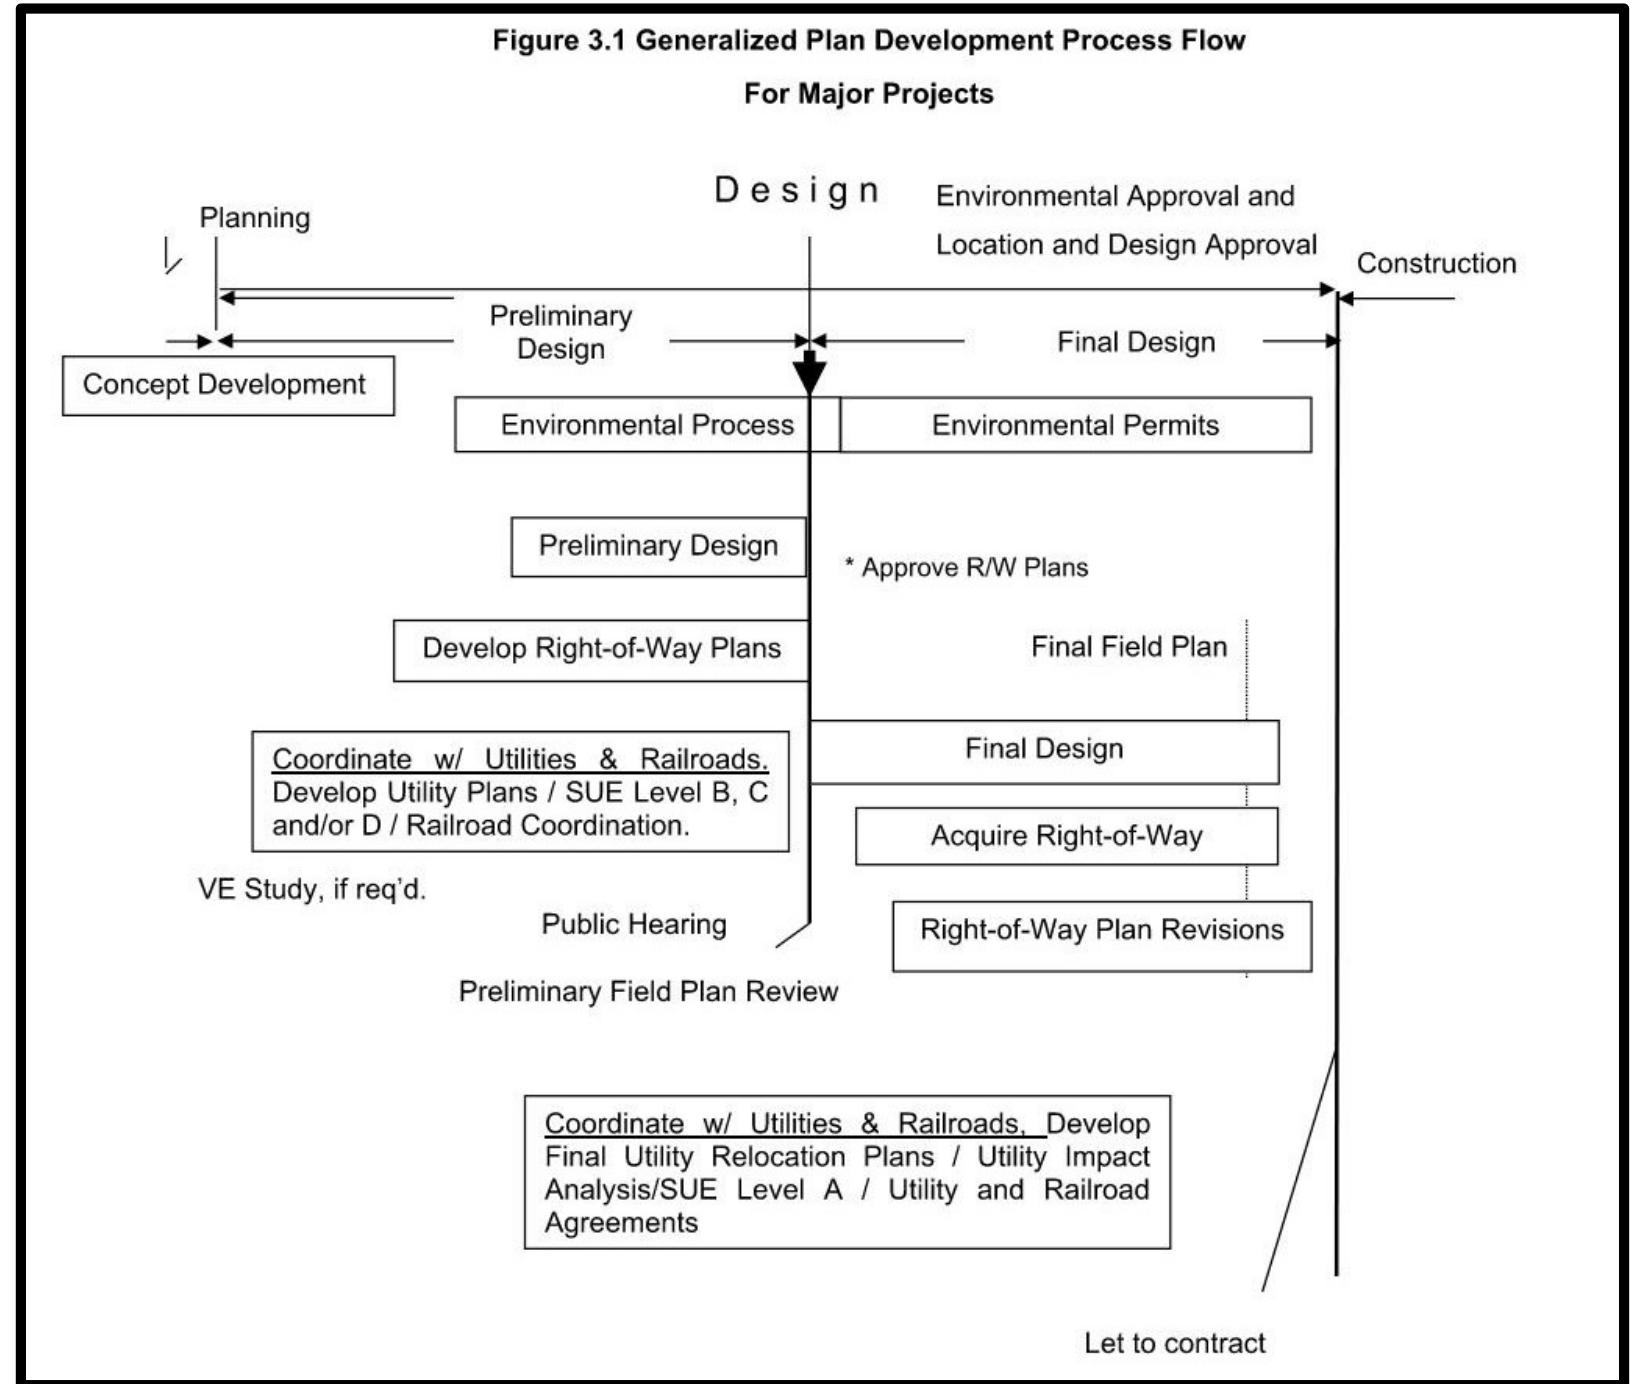 Figure 3.1 Generalized Plan Development Process Flow
For Major Projects
Design
Environmental Approval and
Location and Design Approval
Planning
Construction
Preliminary
Design
Final Design
Concept Development
Environmental Process
Environmental Permits
Preliminary Design
* Approve R/W Plans
Develop Right-of-Way Plans
Final Field Plan
Coordinate w/ Utilities & Railroads.
Develop Utility Plans / SUE Level B, C
and/or D / Railroad Coordination.
Final Design
Acquire Right-of-Way
VE Study, if req'd.
Public Hearing
Right-of-Way Plan Revisions
Preliminary Field Plan Review
Coordinate w/ Utilities & Railroads, Develop
Final Utility Relocation Plans / Utility Impact
Analysis/SUE Level A / Utility and Railroad
Agreements
Let to contract